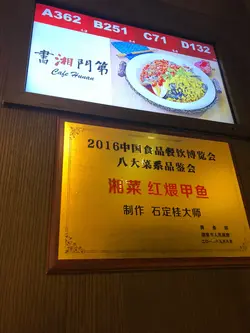 A362 B251 C71 D132
書湘門第
Cafe Hunan
2016中国食品餐饮博览会
八大菜系品鉴会
湘菜 红煨甲鱼
制作 石定桂大师